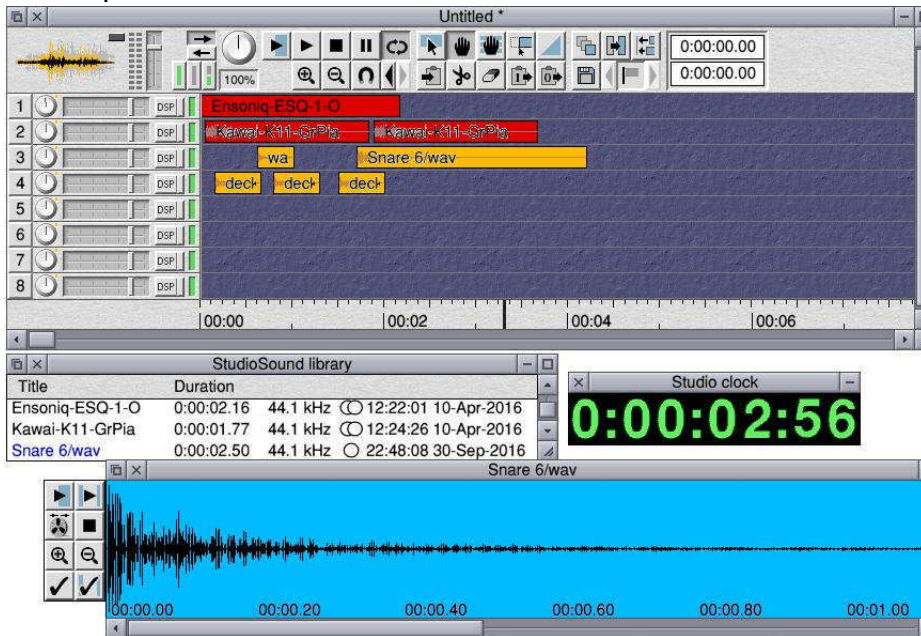 Untitled *
0:00:00.00
100% 0:00:00.00
1 DSP Ensoniq-ESQ-1-O
2 DSP Kawai-K11-GrPia Kawai-K11-GrPia
3 DSP wa Snare 6/wav
4 DSP deck deck deck
5 DSP
6 DSP
7 DSP
8 DSP
00:00 00:02 00:04 00:06
StudioSound library
Title Duration
Ensoniq-ESQ-1-O 0:00:02.16 44.1 kHz 12:22:01 10-Apr-2016
Kawai-K11-GrPia 0:00:01.77 44.1 kHz 12:24:26 10-Apr-2016
Snare 6/wav 0:00:02.50 44.1 kHz 22:48:08 30-Sep-2016
Studio clock
0:00:02:56
Snare 6/wav
00:00.00 00:00.20 00:00.40 00:00.60 00:00.80 00:01.00